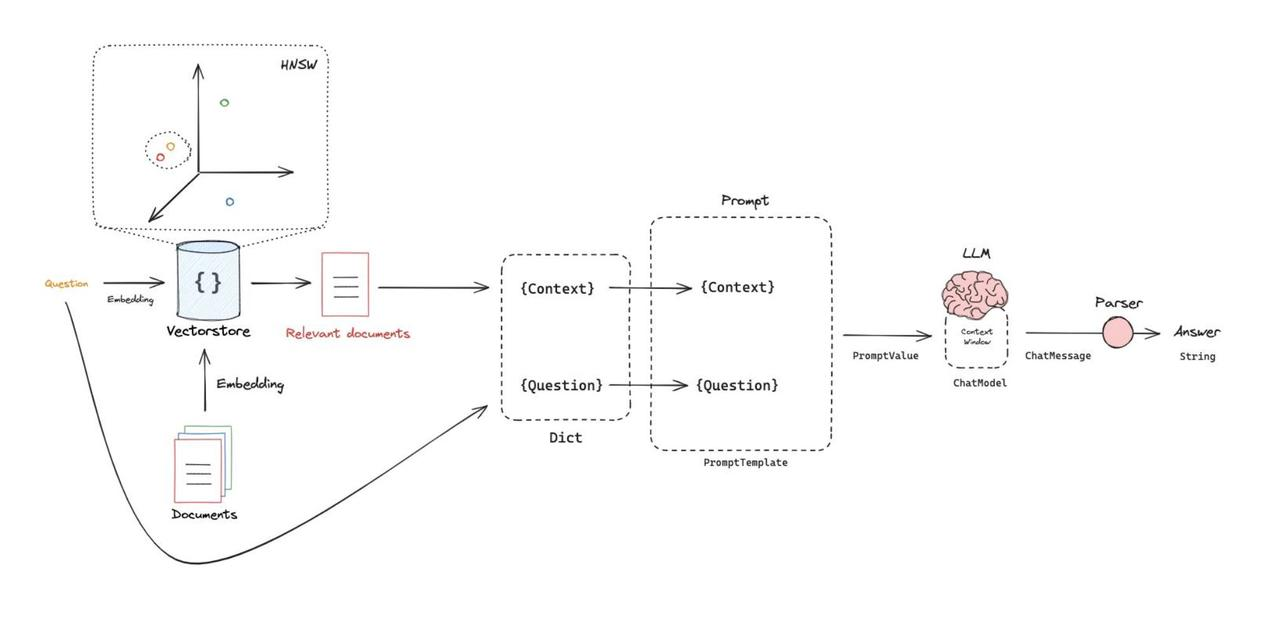 HNSW
Question
Embedding
{}
Vectorstore
Relevant documents
Embedding
Documents
{Context}
{Question}
Dict
Prompt
{Context}
{Question}
PromptTemplate
PromptValue
LLM
Context
Window
ChatModel
ChatMessage
Parser
Answer
String